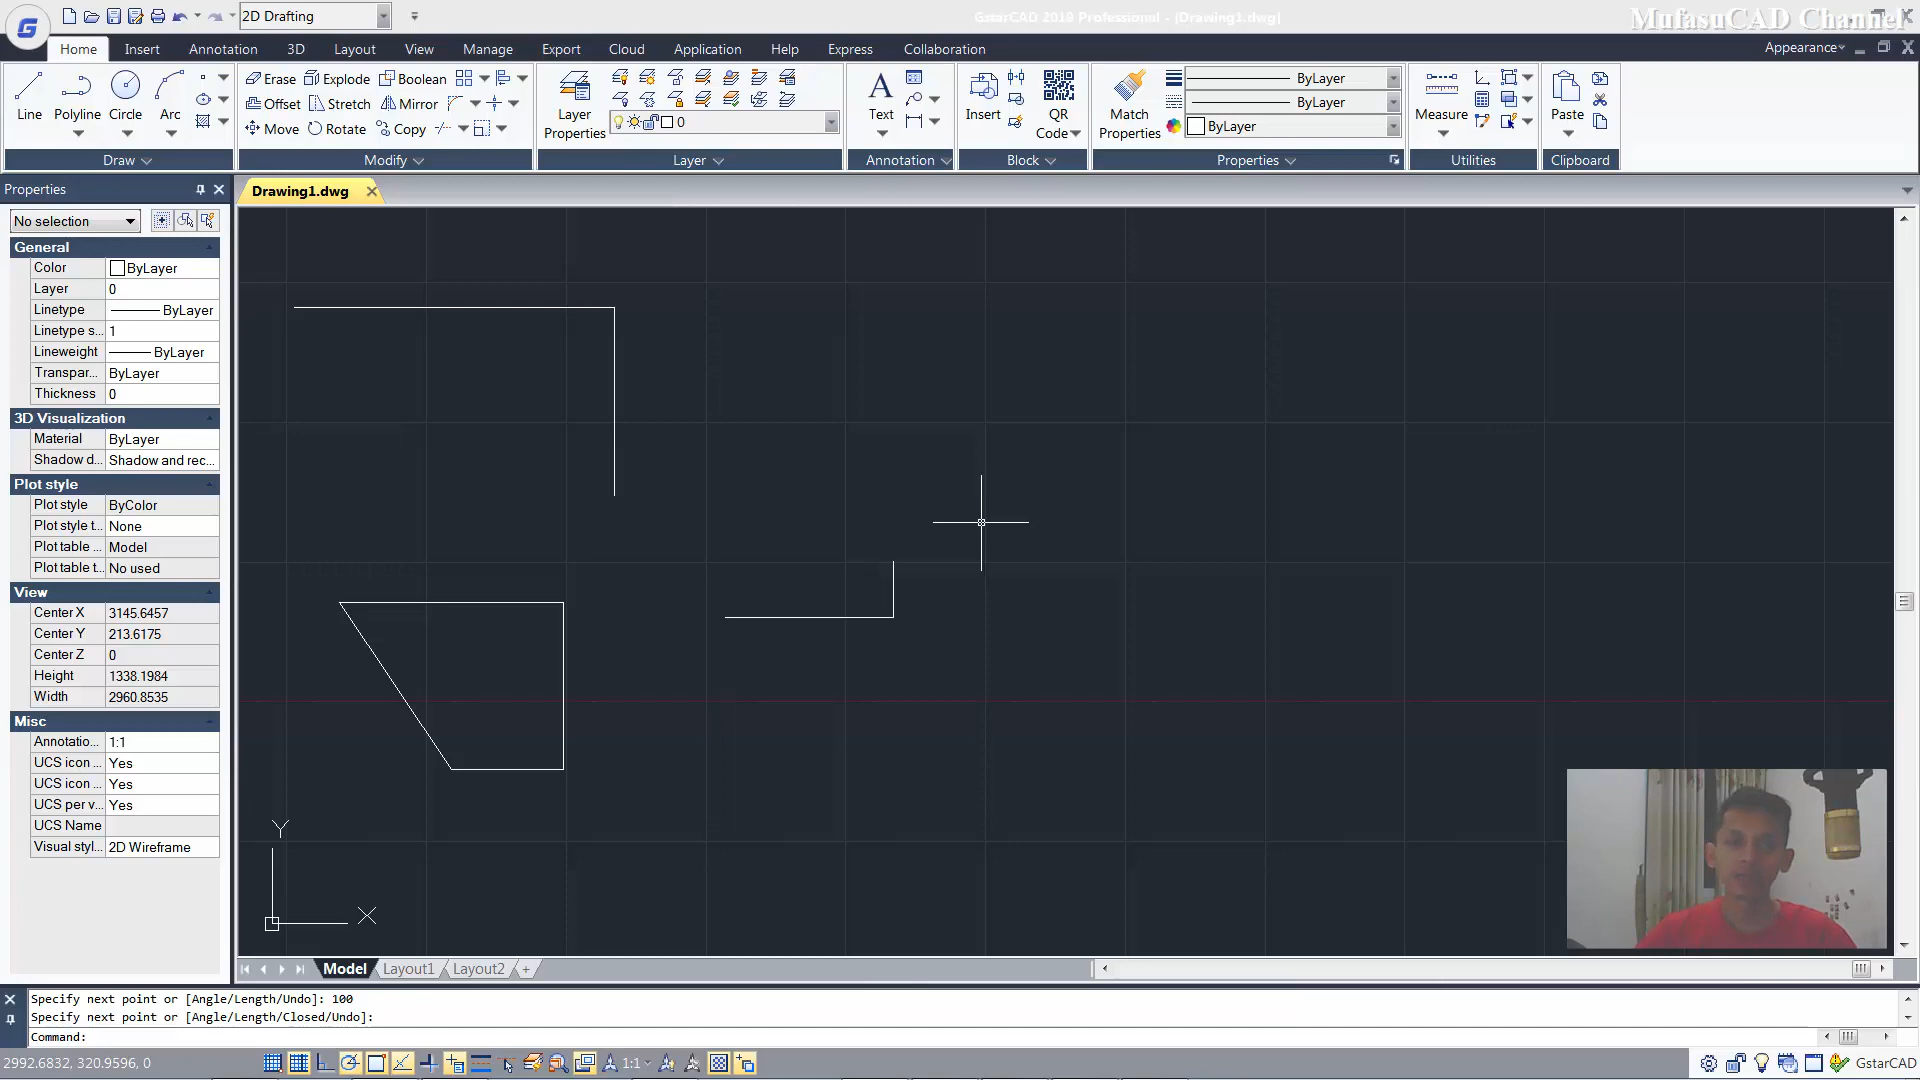 2D Drafting
GstarCAD 2019 Professional - [Drawing1.dwg]
MufasuCAD Channel
Home Insert Annotation 3D Layout View Manage Export Cloud Application Help Express Collaboration
Appearance
Line Polyline Circle Arc
Draw
Erase Explode Boolean
Offset Stretch Mirror
Move Rotate Copy
Modify
Layer Properties
0
Layer
Text
Annotation
Insert
QR Code
Block
Match Properties
ByLayer
ByLayer
ByLayer
Properties
Measure
Utilities
Paste
Clipboard
Properties
Drawing1.dwg
No selection
General
Color ByLayer
Layer 0
Linetype ByLayer
Linetype s... 1
Lineweight ByLayer
Transpar... ByLayer
Thickness 0
3D Visualization
Material ByLayer
Shadow d... Shadow and rec...
Plot style
Plot style ByColor
Plot style t... None
Plot table ... Model
Plot table t... No used
View
Center X 3145.6457
Center Y 213.6175
Center Z 0
Height 1338.1984
Width 2960.8535
Misc
Annotatio... 1:1
UCS icon ... Yes
UCS icon ... Yes
UCS per v... Yes
UCS Name
Visual styl... 2D Wireframe
Y
X
Model Layout1 Layout2 +
Specify next point or [Angle/Length/Undo]: 100
Specify next point or [Angle/Length/Closed/Undo]:
Command:
2992.6832, 320.9596, 0
1:1
GstarCAD